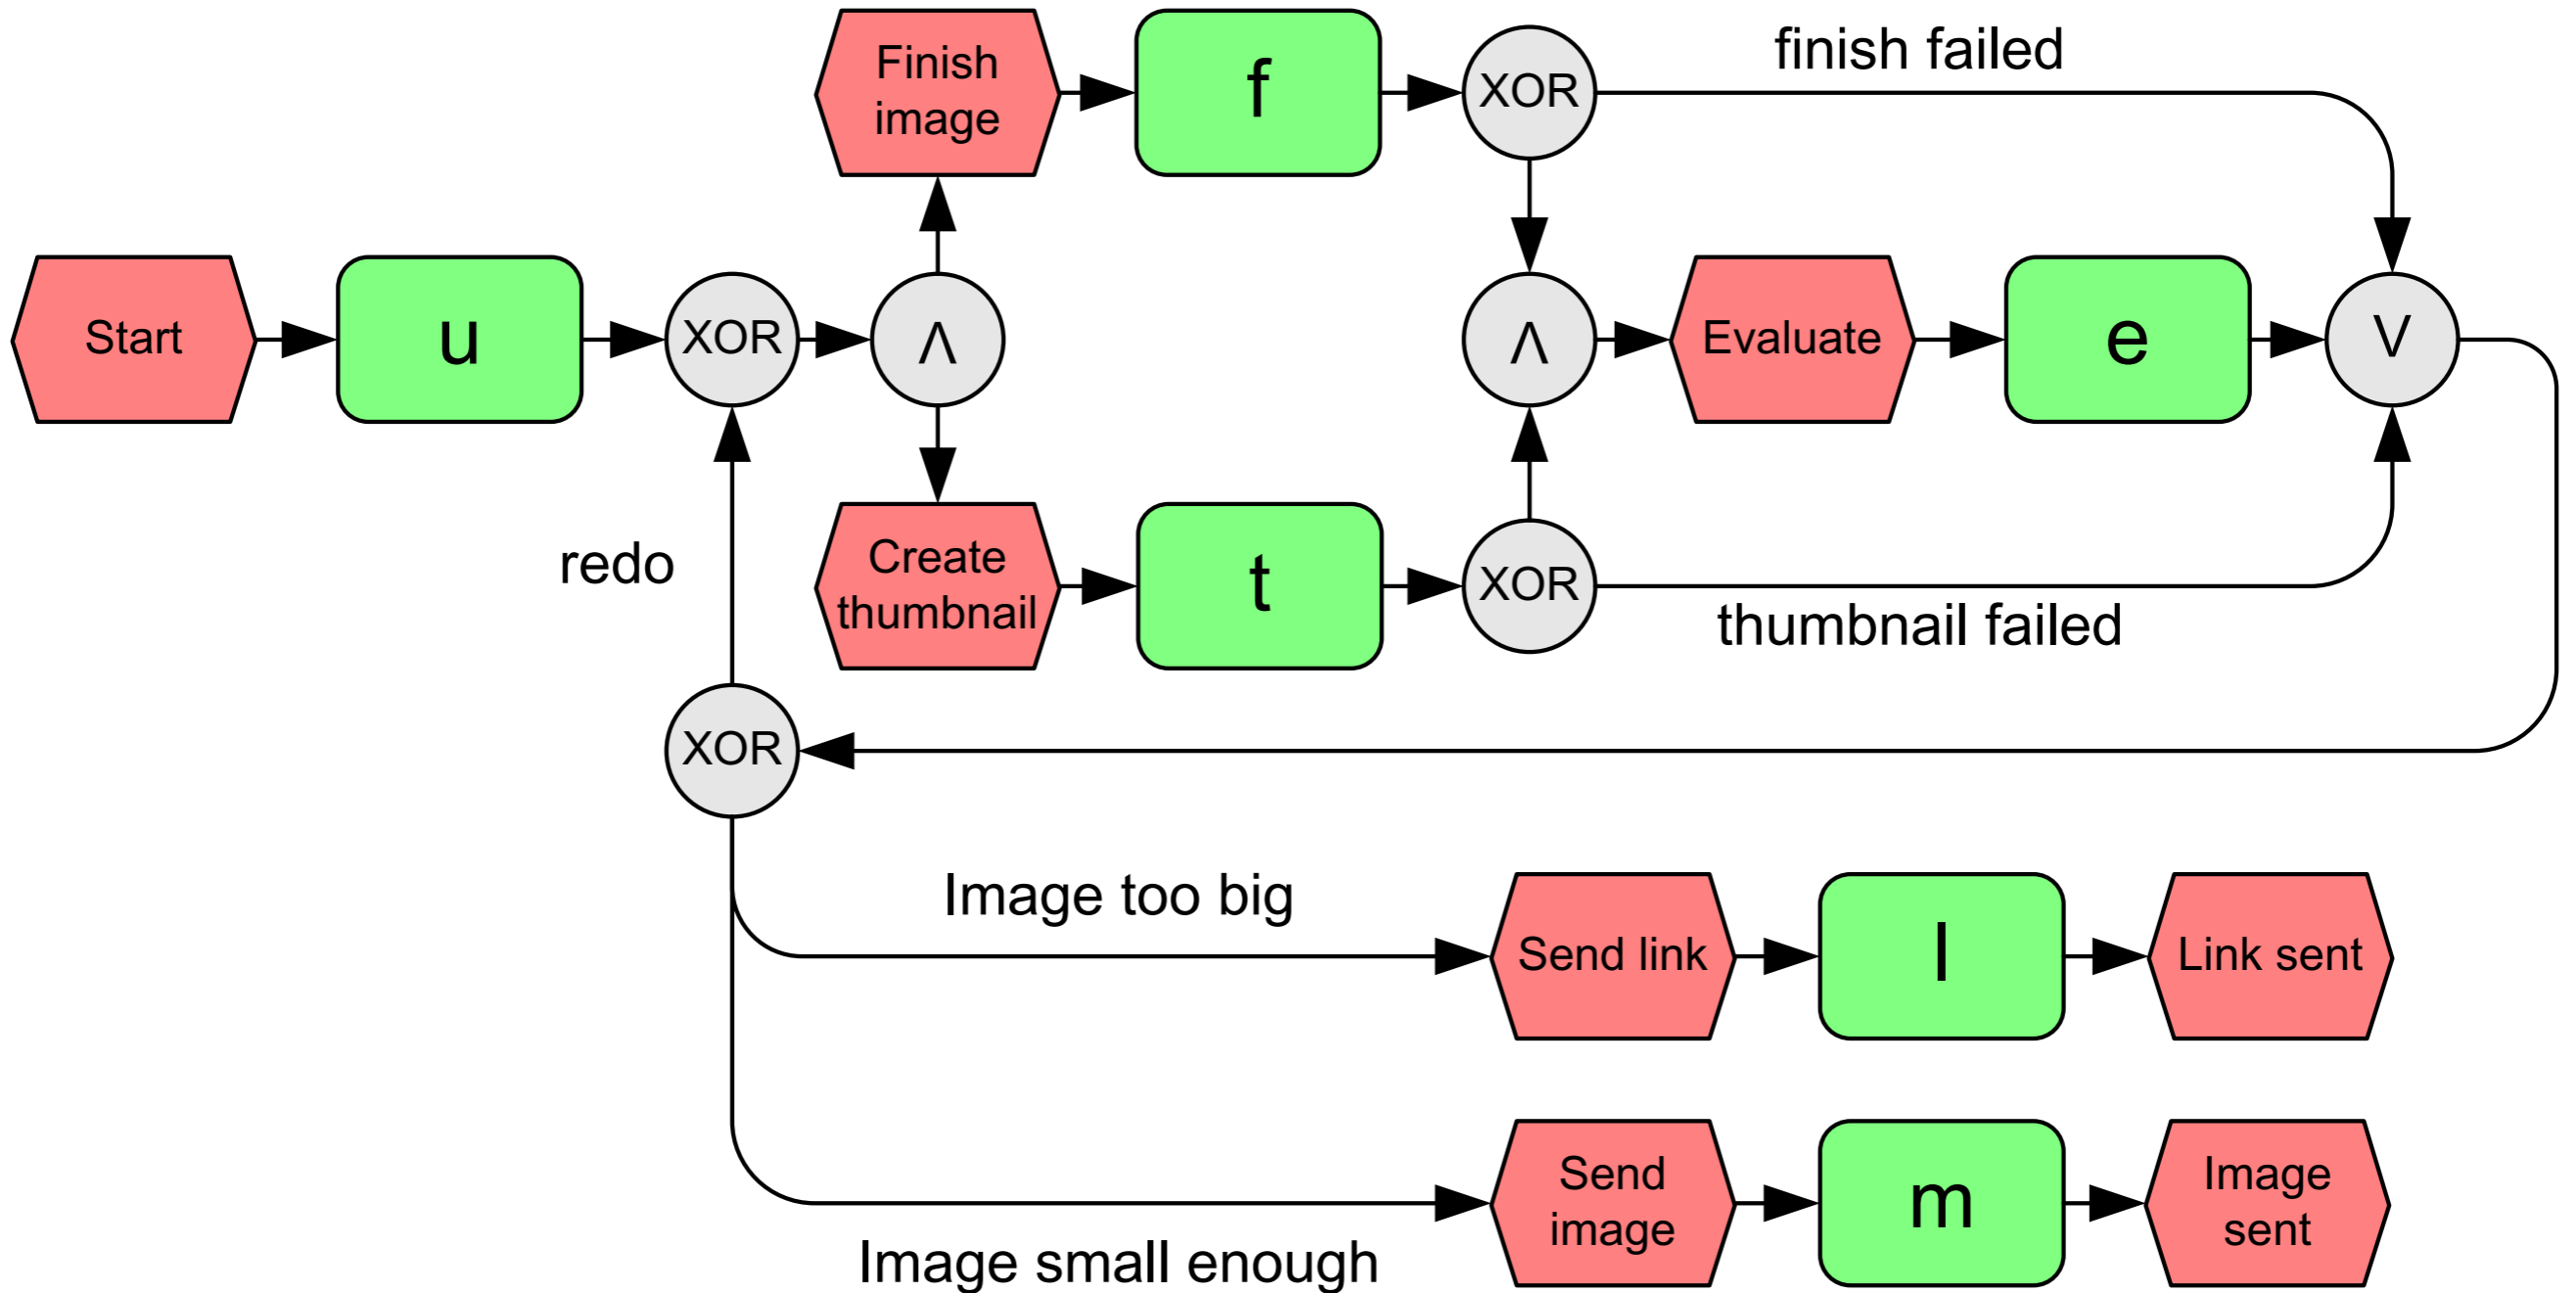 Finish
image
f
XOR
finish failed
Start
u
XOR
Λ
Λ
Evaluate
e
V
redo
Create
thumbnail
t
XOR
thumbnail failed
XOR
Image too big
Send link
l
Link sent
Send
image
m
Image
sent
Image small enough